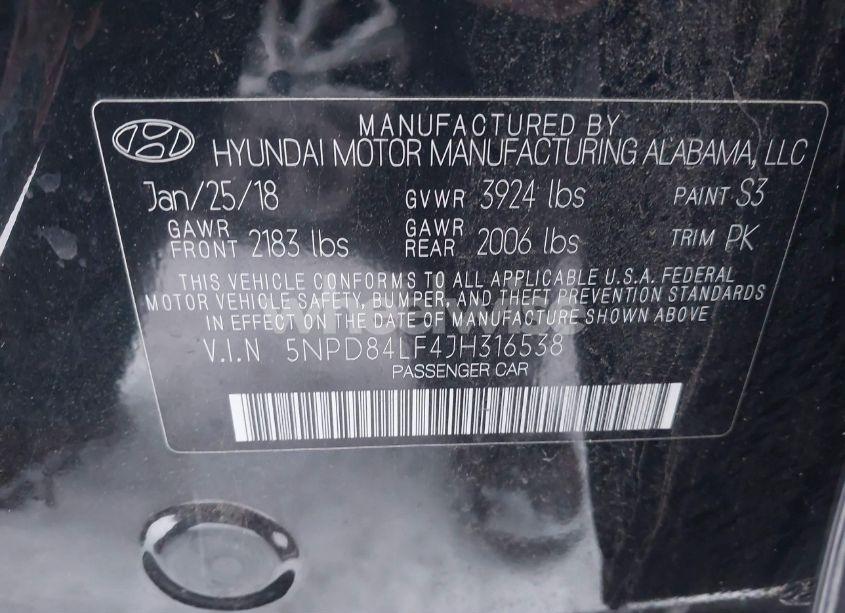 MANUFACTURED BY
HYUNDAI MOTOR MANUFACTURING ALABAMA, LLC
Jan/25/18 GVWR 3924 lbs PAINT S3
GAWR FRONT 2183 lbs GAWR REAR 2006 lbs TRIM PK
THIS VEHICLE CONFORMS TO ALL APPLICABLE U.S.A. FEDERAL
MOTOR VEHICLE SAFETY, BUMPER, AND THEFT PREVENTION STANDARDS
IN EFFECT ON THE DATE OF MANUFACTURE SHOWN ABOVE
V.I.N 5NPD84LF4JH316538
PASSENGER CAR